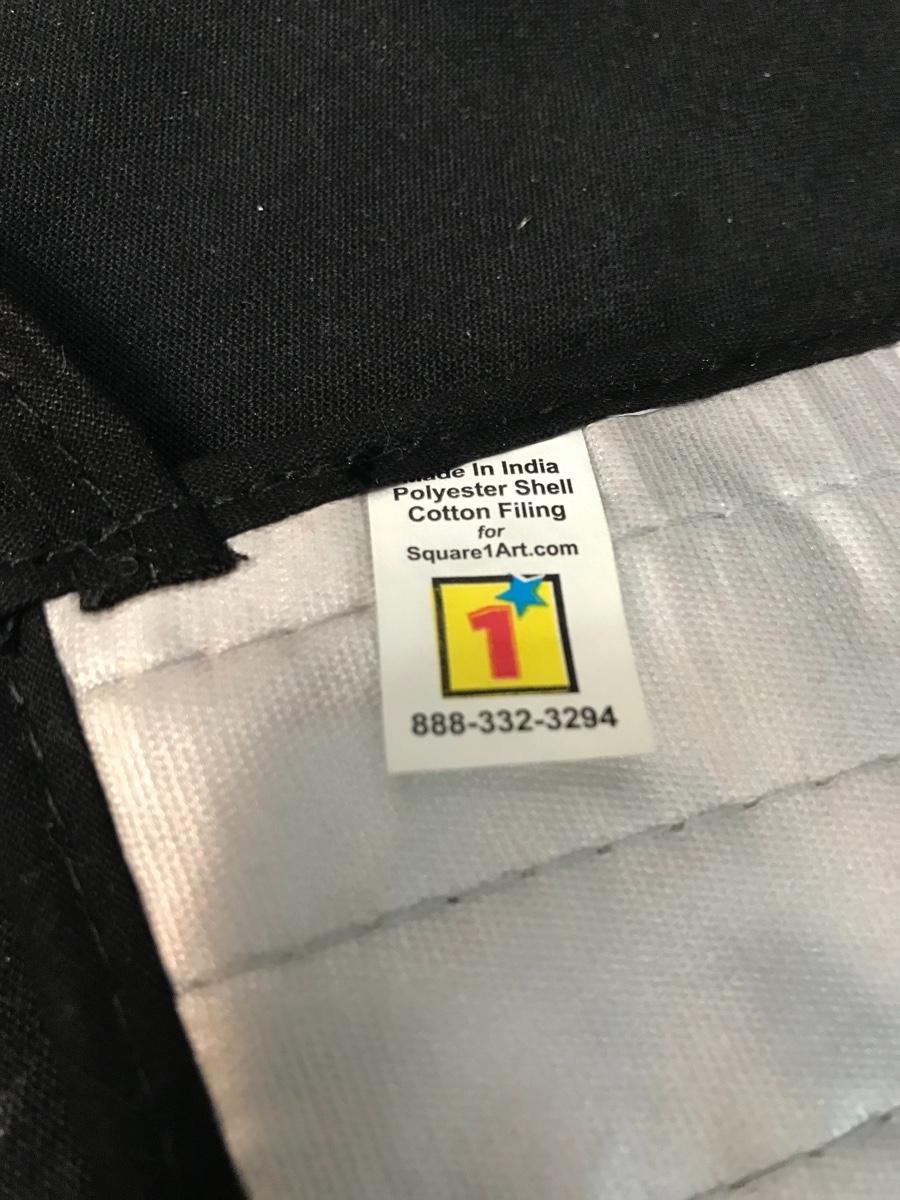 Made In India
Polyester Shell
Cotton Filing
for
Square1Art.com
1
888-332-3294